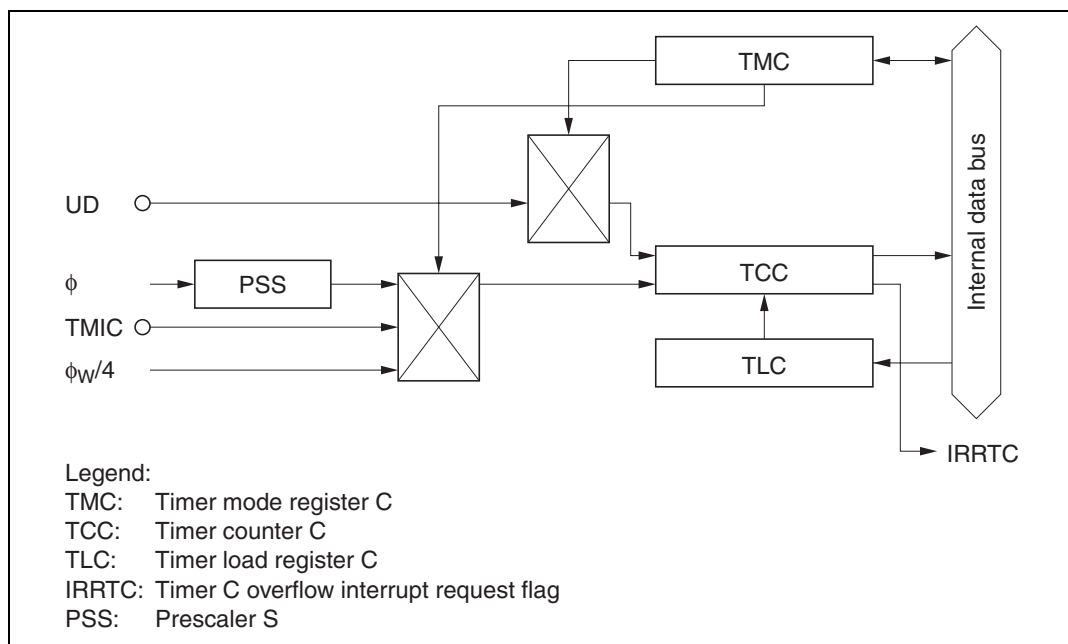 TMC
UD
TCC
Internal data bus
ϕ
PSS
TMIC
ϕW/4
TLC
IRRTC
Legend:
TMC: Timer mode register C
TCC: Timer counter C
TLC: Timer load register C
IRRTC: Timer C overflow interrupt request flag
PSS: Prescaler S